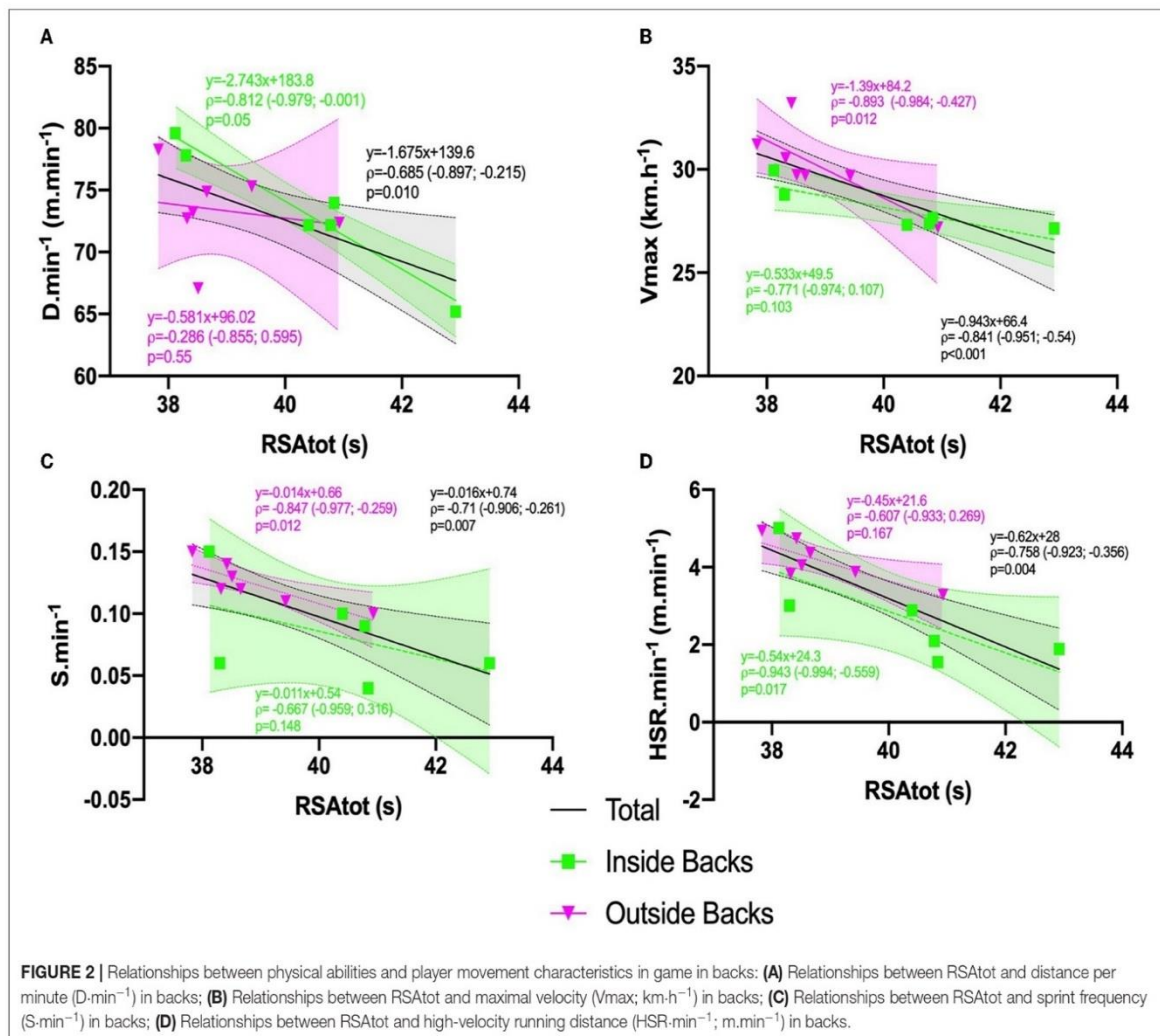 A
85
80
75
70
65
60
D.min⁻¹ (m.min⁻¹)
y=-2.743x+183.8
ρ=-0.812 (-0.979; -0.001)
p=0.05
y=-1.675x+139.6
ρ=-0.685 (-0.897; -0.215)
p=0.010
y=-0.581x+96.02
ρ=-0.286 (-0.855; 0.595)
p=0.55
38 40 42 44
RSAtot (s)
B
35
30
25
20
Vmax (km.h⁻¹)
y=-1.39x+84.2
ρ= -0.893 (-0.984; -0.427)
p=0.012
y=-0.533x+49.5
ρ= -0.771 (-0.974; 0.107)
p=0.103
y=-0.943x+66.4
ρ= -0.841 (-0.951; -0.54)
p<0.001
38 40 42 44
RSAtot (s)
C
0.20
0.15
0.10
0.05
0.00
-0.05
S.min⁻¹
y=-0.014x+0.66
ρ= -0.847 (-0.977; -0.259)
p=0.012
y=-0.016x+0.74
ρ= -0.71 (-0.906; -0.261)
p=0.007
y=-0.011x+0.54
ρ= -0.667 (-0.959; 0.316)
p=0.148
38 40 42 44
RSAtot (s)
D
6
4
2
0
-2
HSR.min⁻¹ (m.min⁻¹)
y=-0.45x+21.6
ρ= -0.607 (-0.933; 0.269)
p=0.167
y=-0.62x+28
ρ=-0.758 (-0.923; -0.356)
p=0.004
y=-0.54x+24.3
ρ=-0.943 (-0.994; -0.559)
p=0.017
38 40 42 44
RSAtot (s)
Total
Inside Backs
Outside Backs
FIGURE 2 | Relationships between physical abilities and player movement characteristics in game in backs: (A) Relationships between RSAtot and distance per
minute (D·min⁻¹) in backs; (B) Relationships between RSAtot and maximal velocity (Vmax; km·h⁻¹) in backs; (C) Relationships between RSAtot and sprint frequency
(S·min⁻¹) in backs; (D) Relationships between RSAtot and high-velocity running distance (HSR·min⁻¹; m.min⁻¹) in backs.